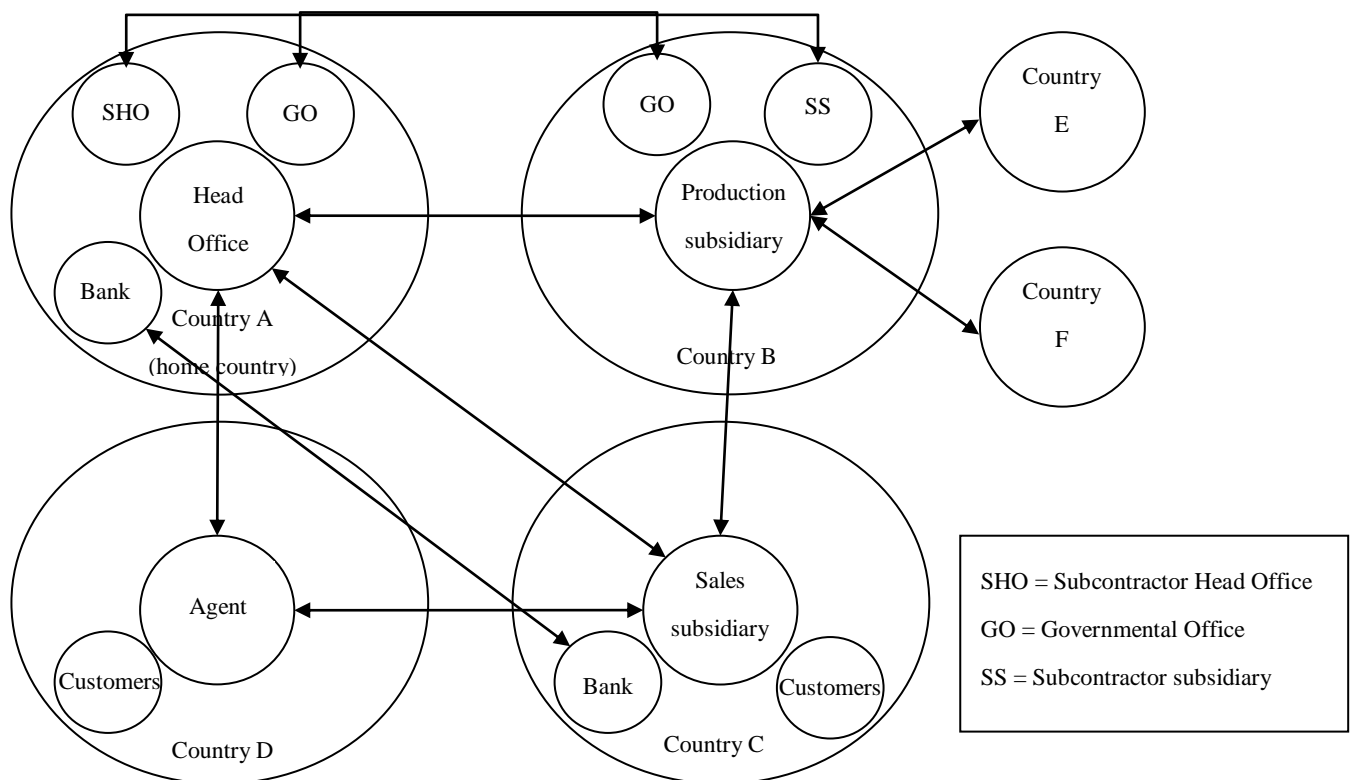 SHO
GO
Head
Office
Bank
Country A
(home country)
GO
SS
Production
subsidiary
Country B
Country
E
Country
F
Agent
Customers
Country D
Sales
subsidiary
Bank
Customers
Country C
SHO = Subcontractor Head Office
GO = Governmental Office
SS = Subcontractor subsidiary